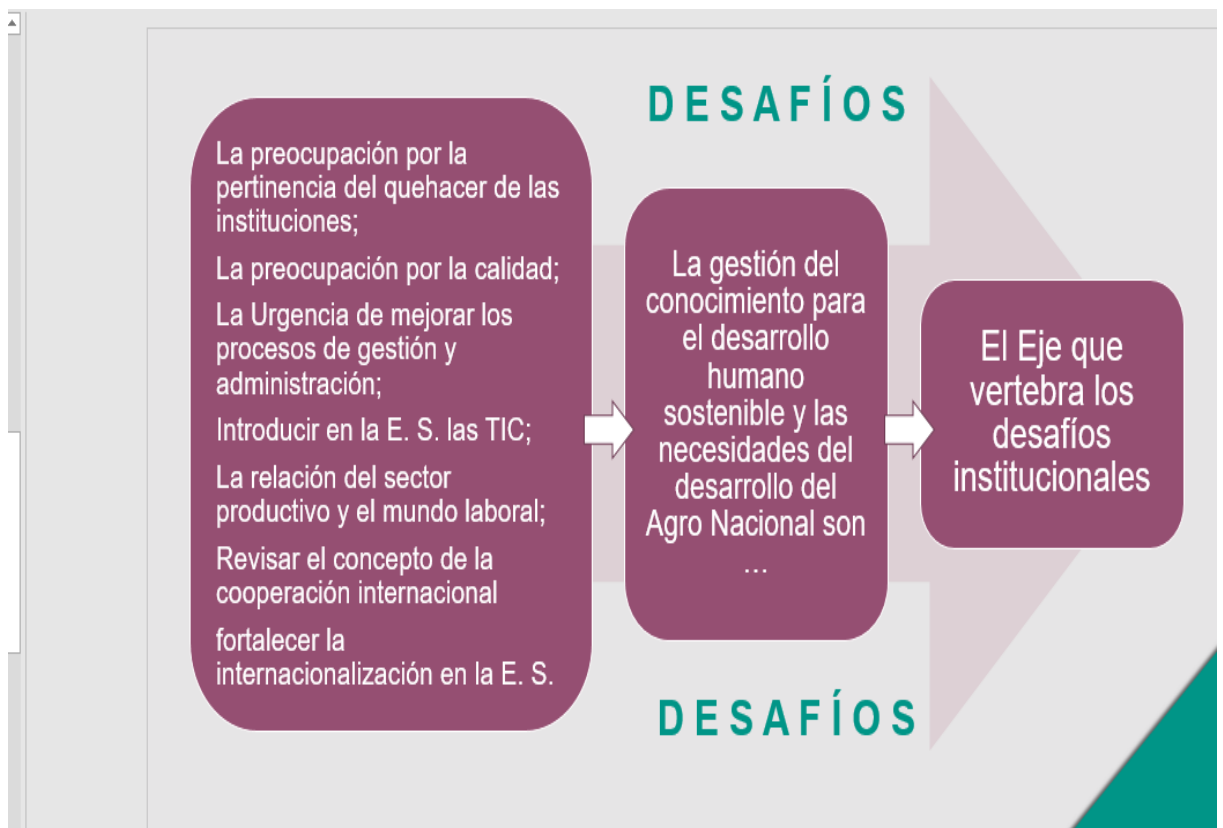 DESAFÍOS
La preocupación por la
pertinencia del quehacer de las
instituciones;
La preocupación por la calidad;
La Urgencia de mejorar los
procesos de gestión y
administración;
Introducir en la E. S. las TIC;
La relación del sector
productivo y el mundo laboral;
Revisar el concepto de la
cooperación internacional
fortalecer la
internacionalización en la E. S.
La gestión del
conocimiento para
el desarrollo
humano
sostenible y las
necesidades del
desarrollo del
Agro Nacional son
...
El Eje que
vertebra los
desafíos
institucionales
DESAFÍOS